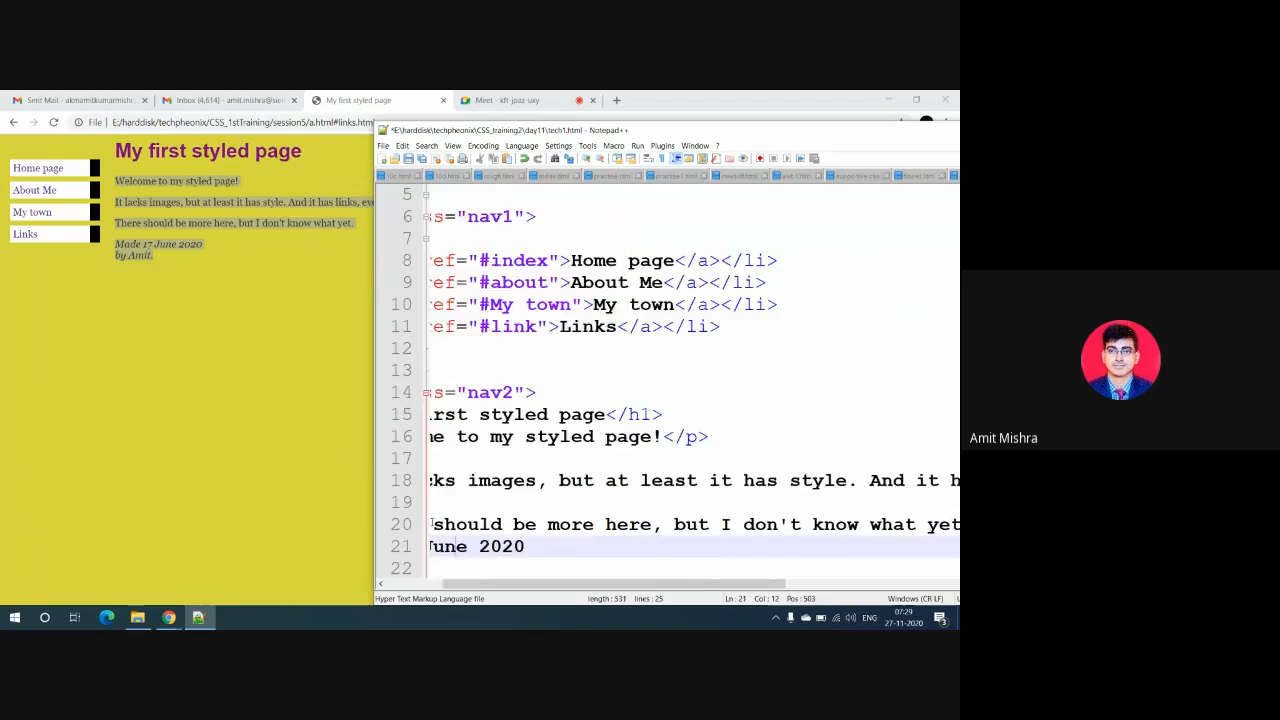 Sent Mail - akmamitkumarmishr
Inbox (4,614) - amit.mishra@sie
My first styled page
Meet - kft-jpaz-uxy
File
E:/harddisk/techpheonix/CSS_1stTraining/session5/a.html#links.htm
My first styled page
Home page
About Me
My town
Links
Welcome to my styled page!
It lacks images, but at least it has style. And it has links, eve
There should be more here, but I don't know what yet.
Made 17 June 2020
by Amit.
*E:\harddisk\techpheonix\CSS_training2\day11\tech1.html - Notepad++
File Edit Search View Encoding Language Settings Tools Macro Run Plugins Window ?
5
6 s="nav1">
7
8 ref="#index">Home page</a></li>
9 ref="#about">About Me</a></li>
10 ref="#My town">My town</a></li>
11 ref="#link">Links</a></li>
12
13
14 s="nav2">
15 irst styled page</h1>
16 me to my styled page!</p>
17
18 cks images, but at least it has style. And it h
19
20 should be more here, but I don't know what yet
21 June 2020
22
Hyper Text Markup Language file
length : 531 lines : 25
Ln : 21 Col : 12 Pos : 503
Windows (CR LF)
ENG
07:29
27-11-2020
Amit Mishra